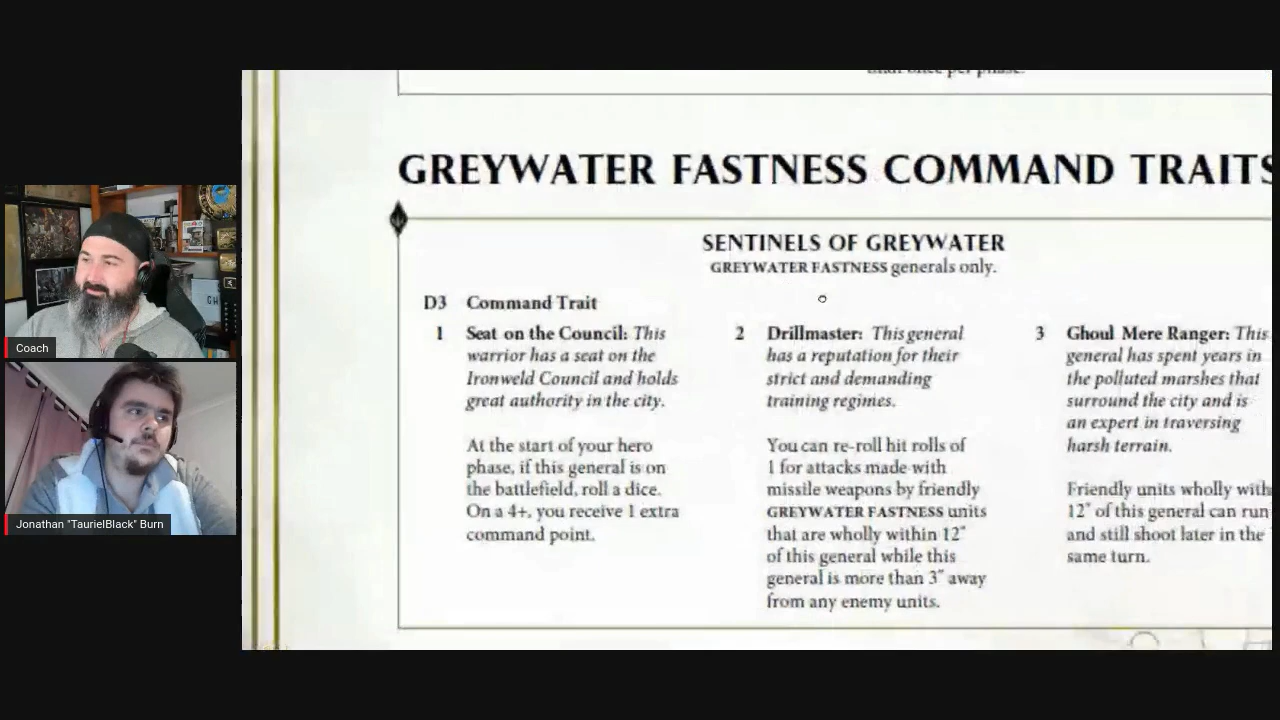 than once per phase.
GREYWATER FASTNESS COMMAND TRAITS
SENTINELS OF GREYWATER
GREYWATER FASTNESS generals only.
D3 Command Trait
1 Seat on the Council: This
warrior has a seat on the
Ironweld Council and holds
great authority in the city.
At the start of your hero
phase, if this general is on
the battlefield, roll a dice.
On a 4+, you receive 1 extra
command point.
2 Drillmaster: This general
has a reputation for their
strict and demanding
training regimes.
You can re-roll hit rolls of
1 for attacks made with
missile weapons by friendly
GREYWATER FASTNESS units
that are wholly within 12"
of this general while this
general is more than 3" away
from any enemy units.
3 Ghoul Mere Ranger: This
general has spent years in
the polluted marshes that
surround the city and is
an expert in traversing
harsh terrain.
Friendly units wholly with
12" of this general can run
and still shoot later in the
same turn.
Coach
Jonathan "TaurielBlack" Burn